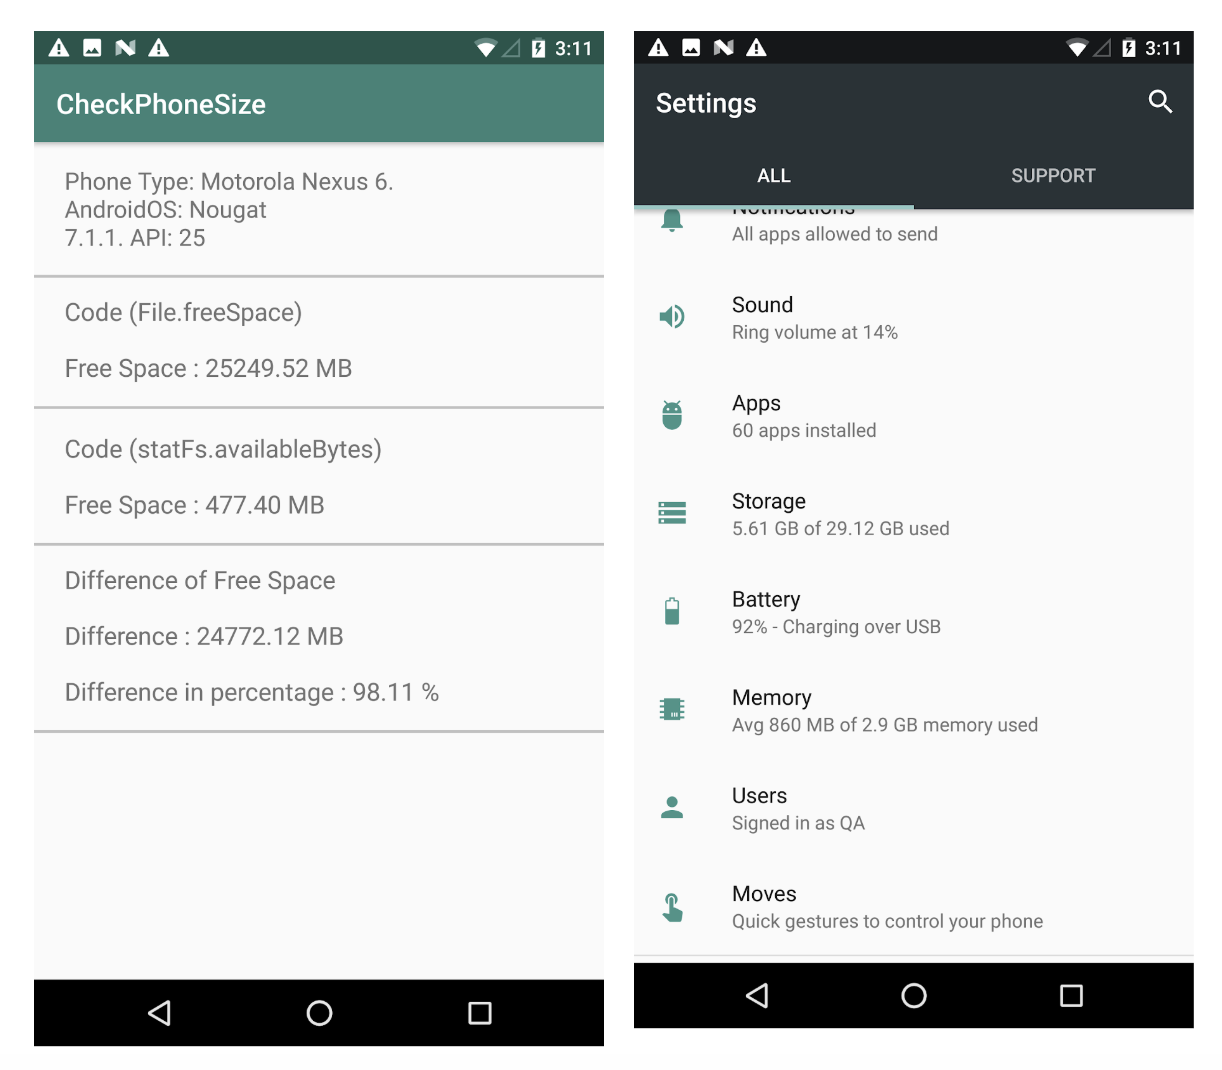 3:11
CheckPhoneSize
Phone Type: Motorola Nexus 6.
AndroidOS: Nougat
7.1.1. API: 25
Code (File.freeSpace)
Free Space : 25249.52 MB
Code (statFs.availableBytes)
Free Space : 477.40 MB
Difference of Free Space
Difference : 24772.12 MB
Difference in percentage : 98.11 %
3:11
Settings
ALL
SUPPORT
Notifications
All apps allowed to send
Sound
Ring volume at 14%
Apps
60 apps installed
Storage
5.61 GB of 29.12 GB used
Battery
92% - Charging over USB
Memory
Avg 860 MB of 2.9 GB memory used
Users
Signed in as QA
Moves
Quick gestures to control your phone